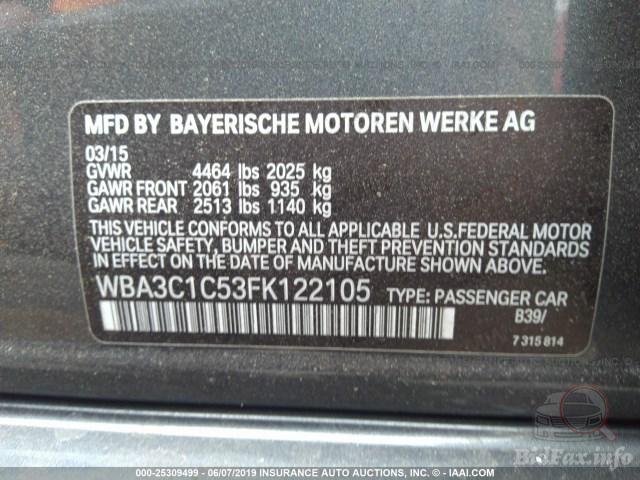 MFD BY BAYERISCHE MOTOREN WERKE AG
03/15
GVWR 4464 lbs 2025 kg
GAWR FRONT 2061 lbs 935 kg
GAWR REAR 2513 lbs 1140 kg
THIS VEHICLE CONFORMS TO ALL APPLICABLE U.S.FEDERAL MOTOR
VEHICLE SAFETY, BUMPER AND THEFT PREVENTION STANDARDS
IN EFFECT ON THE DATE OF MANUFACTURE SHOWN ABOVE.
WBA3C1C53FK122105 TYPE: PASSENGER CAR
B39/
7 315 814
BidFax.info
000-25309499 - 06/07/2019 - INSURANCE AUTO AUCTIONS, INC. - IAAI.COM